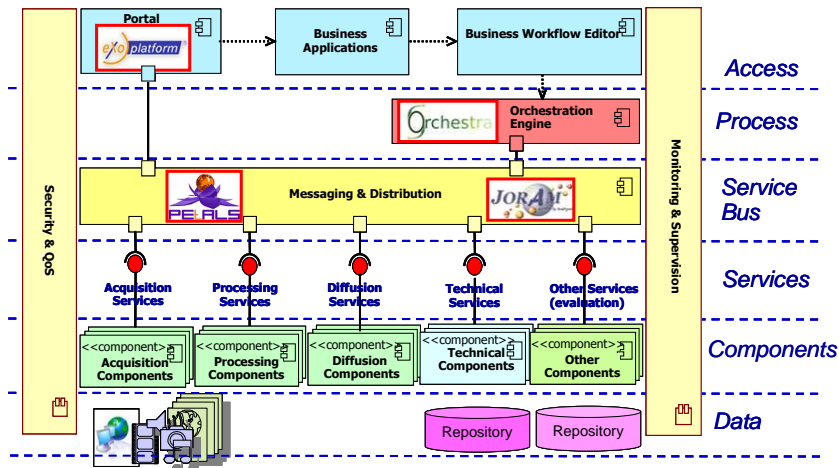 Portal
eXo platform
Business
Applications
Business Workflow Editor
Access
Orchestra
Orchestration
Engine
Process
Security & QoS
Monitoring & Supervision
PEtALS
Messaging & Distribution
JORAM
Service
Bus
Acquisition
Services
Processing
Services
Diffusion
Services
Technical
Services
Other Services
(evaluation)
Services
<<component>>
Acquisition
Components
<<component>>
Processing
Components
<<component>>
Diffusion
Components
<<component>>
Technical
Components
<<component>>
Other
Components
Components
Repository
Repository
Data